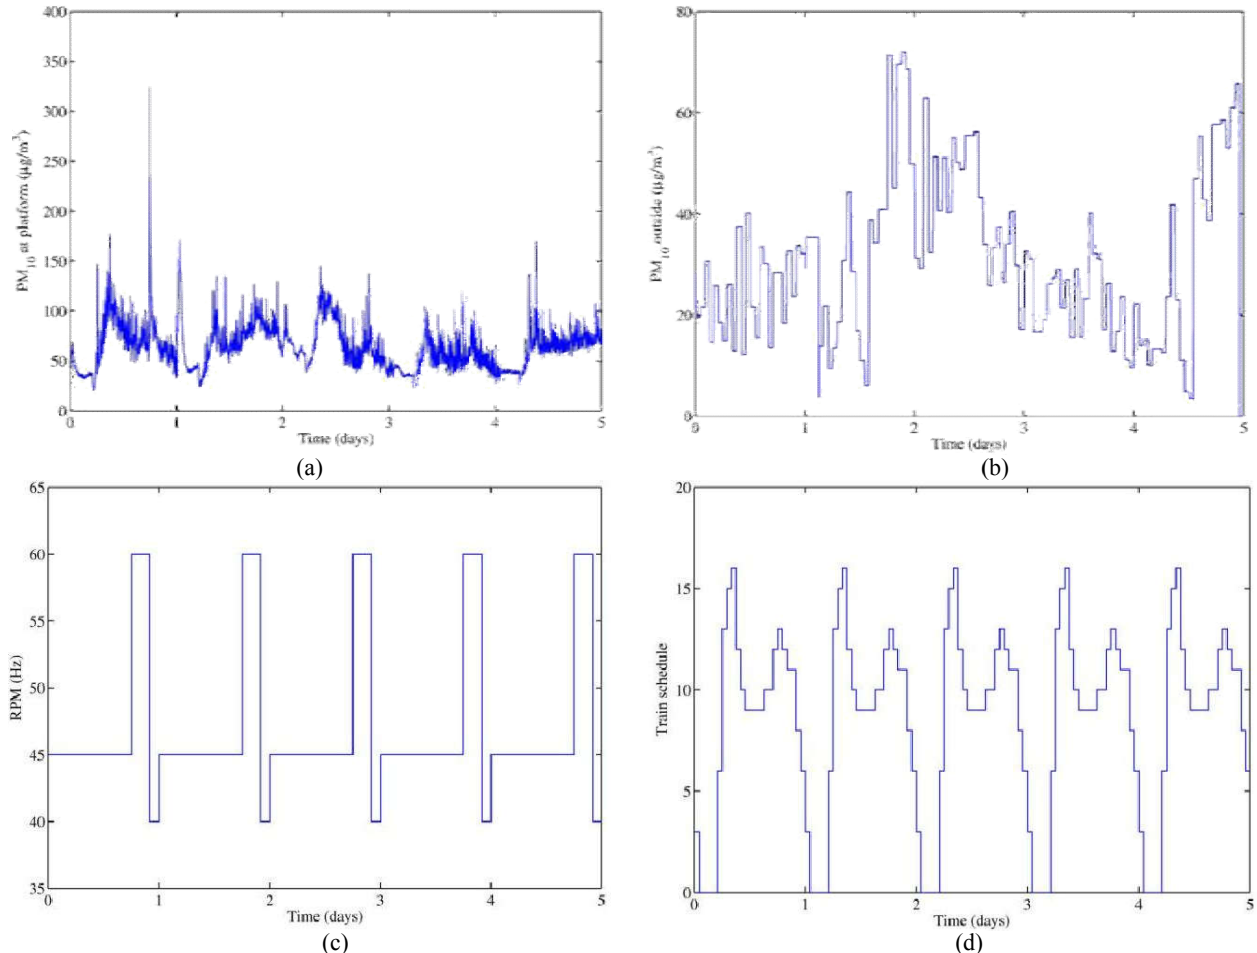 400
350
300
250
200
150
100
50
0
PM10 at platform (μg/m³)
0 1 2 3 4 5
Time (days)
(a)
80
60
40
20
0
PM10 outside (μg/m³)
0 1 2 3 4 5
Time (days)
(b)
65
60
55
50
45
40
35
RPM (Hz)
0 1 2 3 4 5
Time (days)
(c)
20
15
10
5
0
Train schedule
0 1 2 3 4 5
Time (days)
(d)